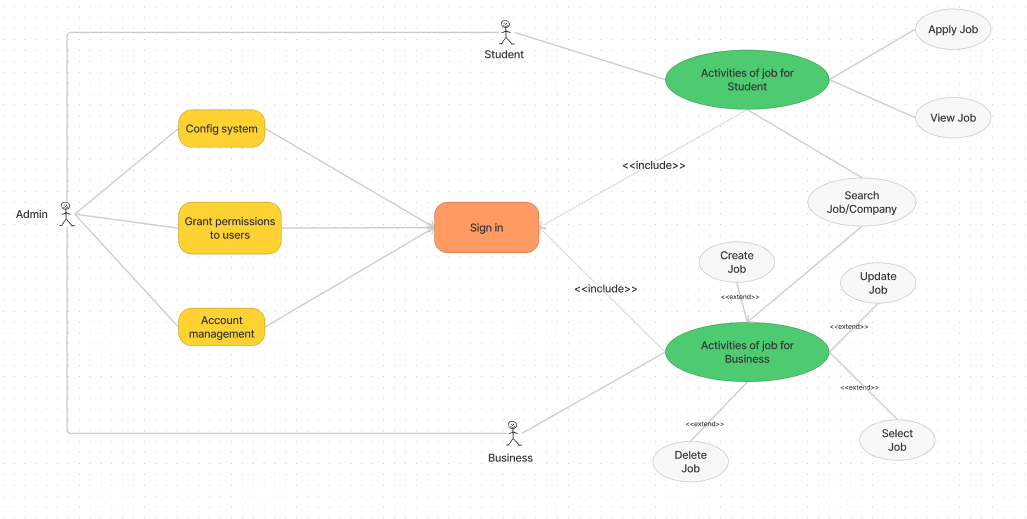 Student
Apply Job
Activities of job for
Student
View Job
Config system
<<include>>
Search
Job/Company
Admin
Grant permissions
to users
Sign in
Create
Job
<<include>>
<<extend>>
Update
Job
Account
management
<<extend>>
Activities of job for
Business
<<extend>>
<<extend>>
Select
Job
Business
Delete
Job